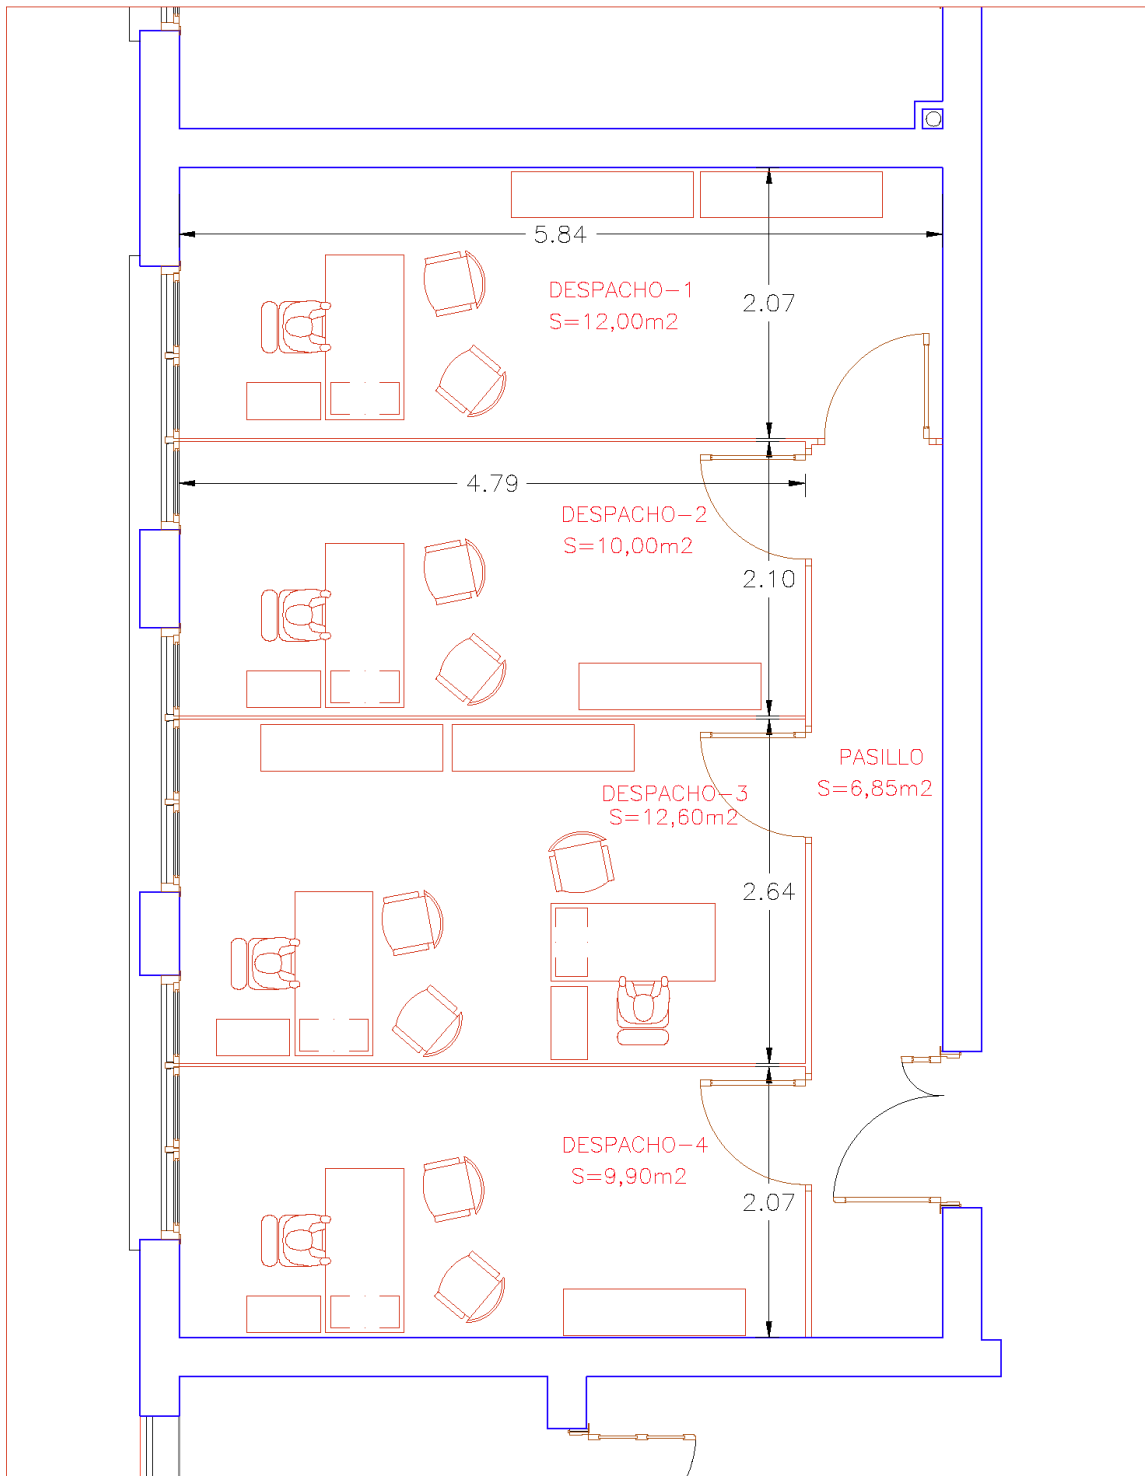 5.84
DESPACHO-1
S=12,00m2
2.07
4.79
DESPACHO-2
S=10,00m2
2.10
DESPACHO-3
S=12,60m2
PASILLO
S=6,85m2
2.64
DESPACHO-4
S=9,90m2
2.07